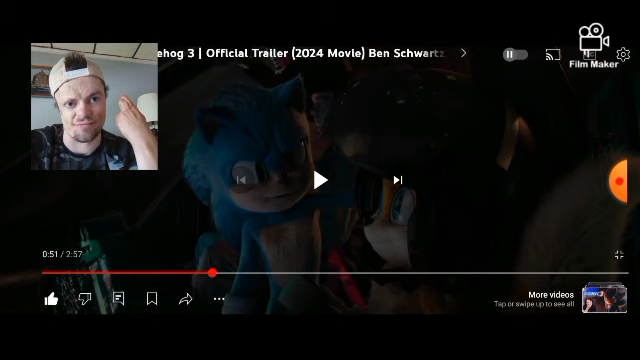 ehog 3 | Official Trailer (2024 Movie) Ben Schwartz
Film Maker
0:51 / 2:57
More videos
Tap or swipe up to see all